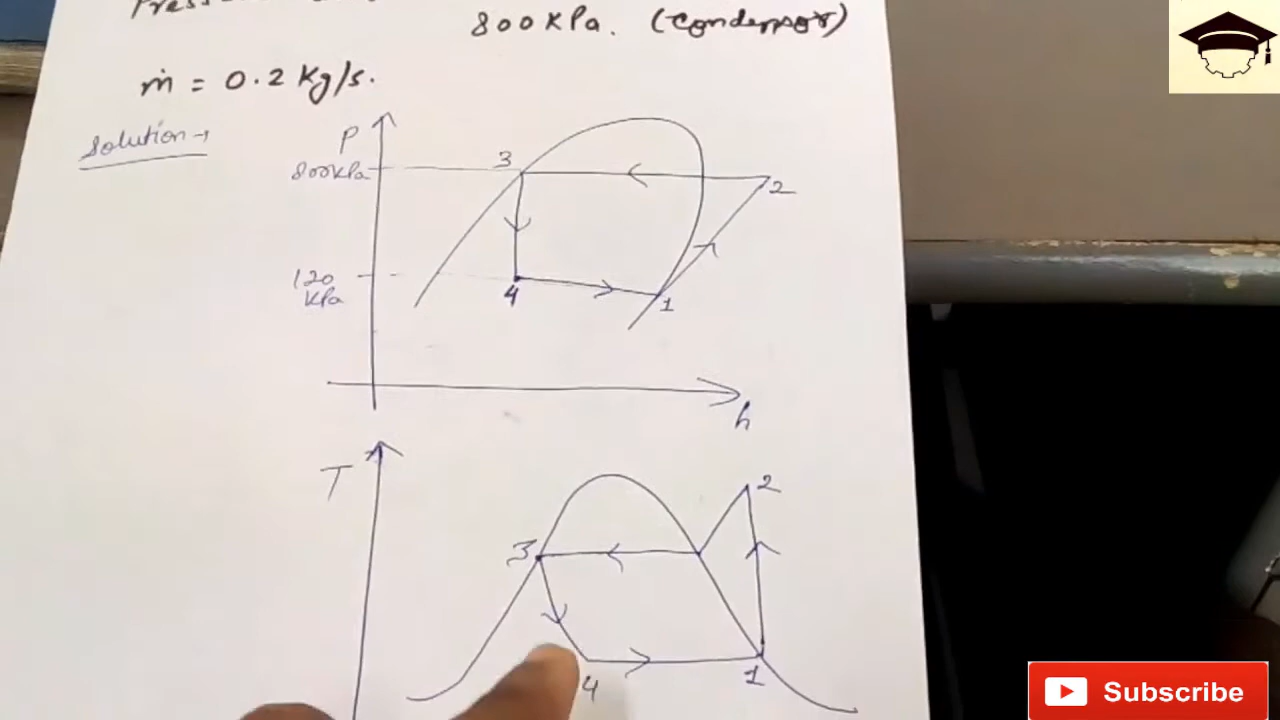 800 KPa. (Condensor)
ṁ = 0.2 Kg/s.
Solution →
P
800kPa
3
2
120
kPa
4
1
h
T
2
3
4
1
Subscribe